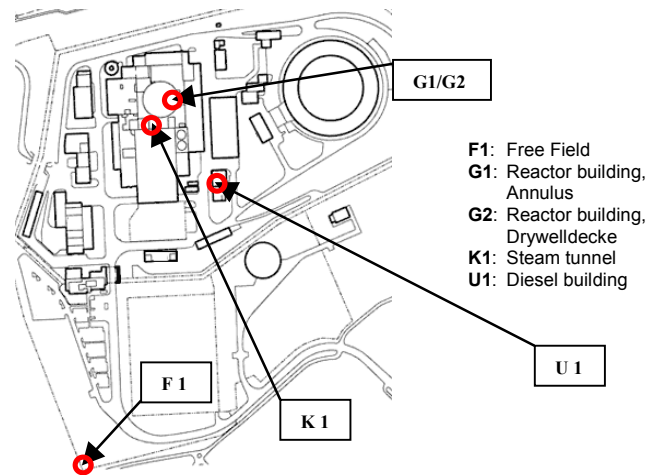 G1/G2
F1: Free Field
G1: Reactor building,
Annulus
G2: Reactor building,
Drywelldecke
K1: Steam tunnel
U1: Diesel building
U 1
F 1
K 1